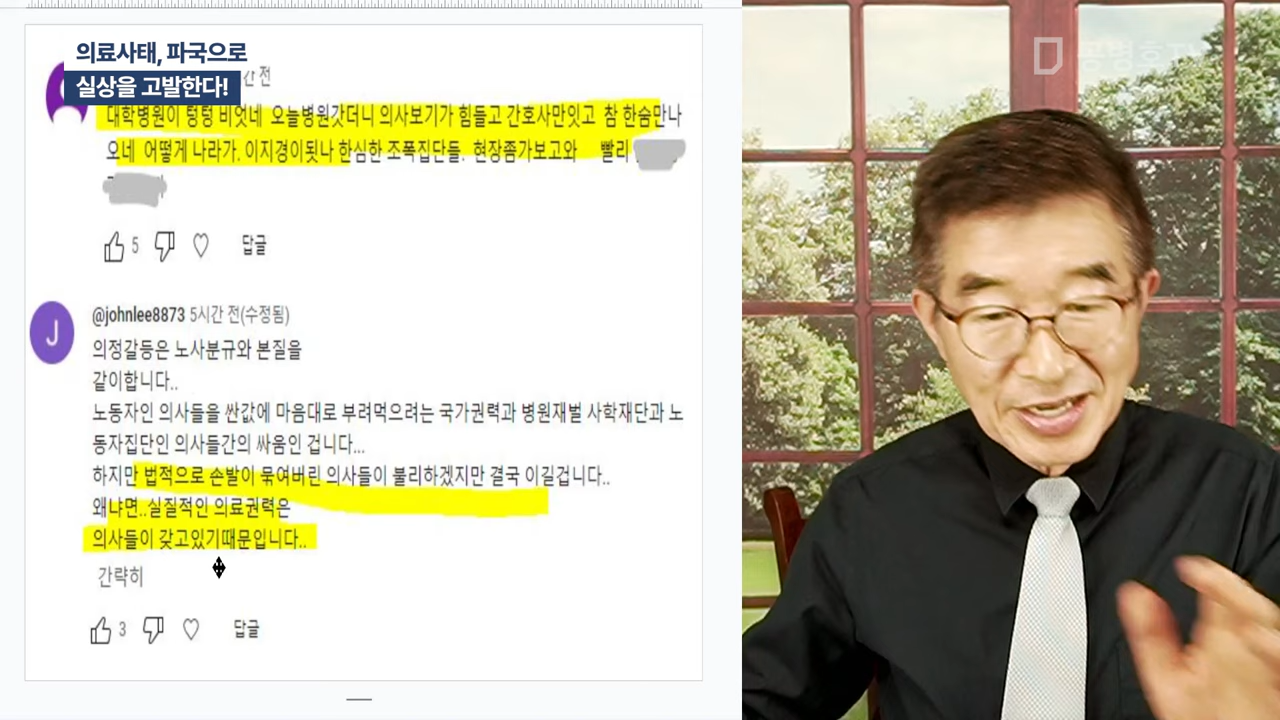 의료사태, 파국으로
실상을 고발한다!
간 전
대학병원이 텅텅 비엇네 오늘병원갓더니 의사보기가 힘들고 간호사만잇고 참 한숨만나
오네 어떻게 나라가. 이지경이됫나 한심한 조폭집단들. 현장좀가보고와 빨리
5
답글
J
@johnlee8873 5시간 전(수정됨)
의정갈등은 노사분규와 본질을
같이합니다..
노동자인 의사들을 싼값에 마음대로 부려먹으려는 국가권력과 병원재벌 사학재단과 노
동자집단인 의사들간의 싸움인 겁니다...
하지만 법적으로 손발이 묶여버린 의사들이 불리하겠지만 결국 이길겁니다..
왜냐면..실질적인 의료권력은
의사들이 갖고있기때문입니다..
간략히
3
답글
공병호TV